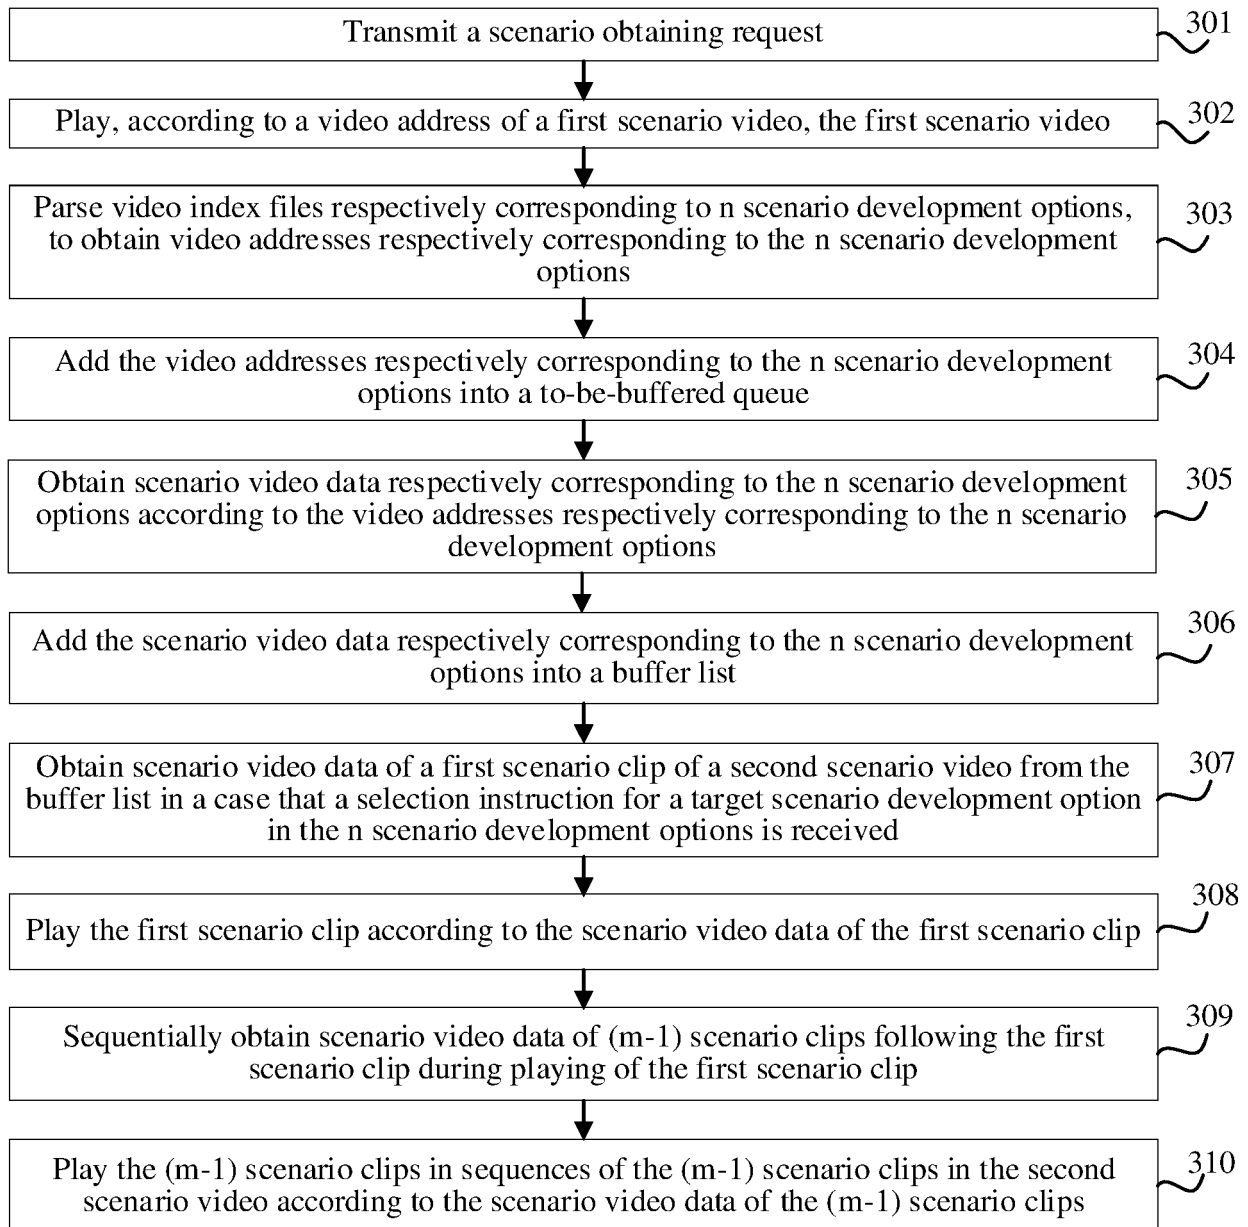 Transmit a scenario obtaining request
301
Play, according to a video address of a first scenario video, the first scenario video
302
Parse video index files respectively corresponding to n scenario development options,
to obtain video addresses respectively corresponding to the n scenario development
options
303
Add the video addresses respectively corresponding to the n scenario development
options into a to-be-buffered queue
304
Obtain scenario video data respectively corresponding to the n scenario development
options according to the video addresses respectively corresponding to the n scenario
development options
305
Add the scenario video data respectively corresponding to the n scenario development
options into a buffer list
306
Obtain scenario video data of a first scenario clip of a second scenario video from the
buffer list in a case that a selection instruction for a target scenario development option
in the n scenario development options is received
307
Play the first scenario clip according to the scenario video data of the first scenario clip
308
Sequentially obtain scenario video data of (m-1) scenario clips following the first
scenario clip during playing of the first scenario clip
309
Play the (m-1) scenario clips in sequences of the (m-1) scenario clips in the second
scenario video according to the scenario video data of the (m-1) scenario clips
310